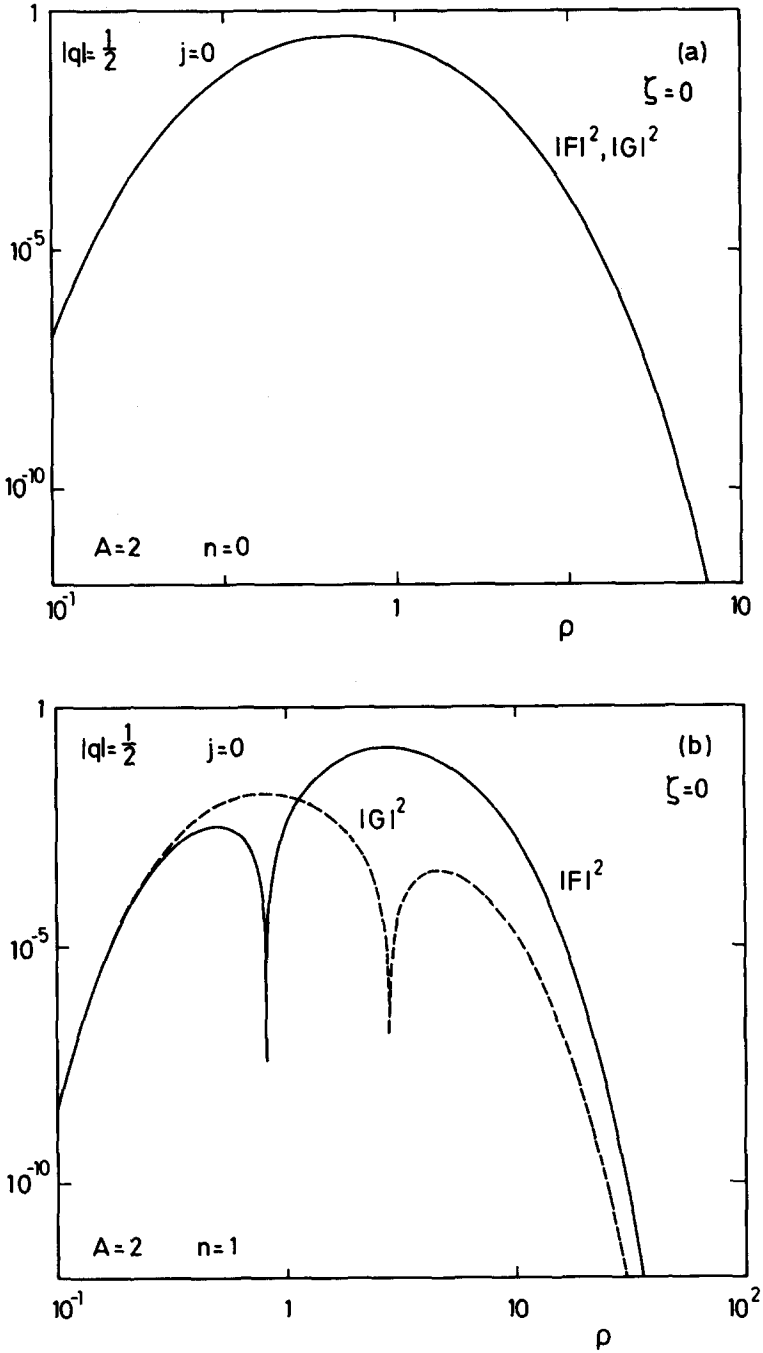 1
|q|=1/2 j=0 (a)
ζ=0
|F|², |G|²
10⁻⁵
10⁻¹⁰
A=2 n=0
10⁻¹ 1 10
ρ
1
|q|=1/2 j=0 (b)
ζ=0
|G|²
|F|²
10⁻⁵
10⁻¹⁰
A=2 n=1
10⁻¹ 1 10 10²
ρ